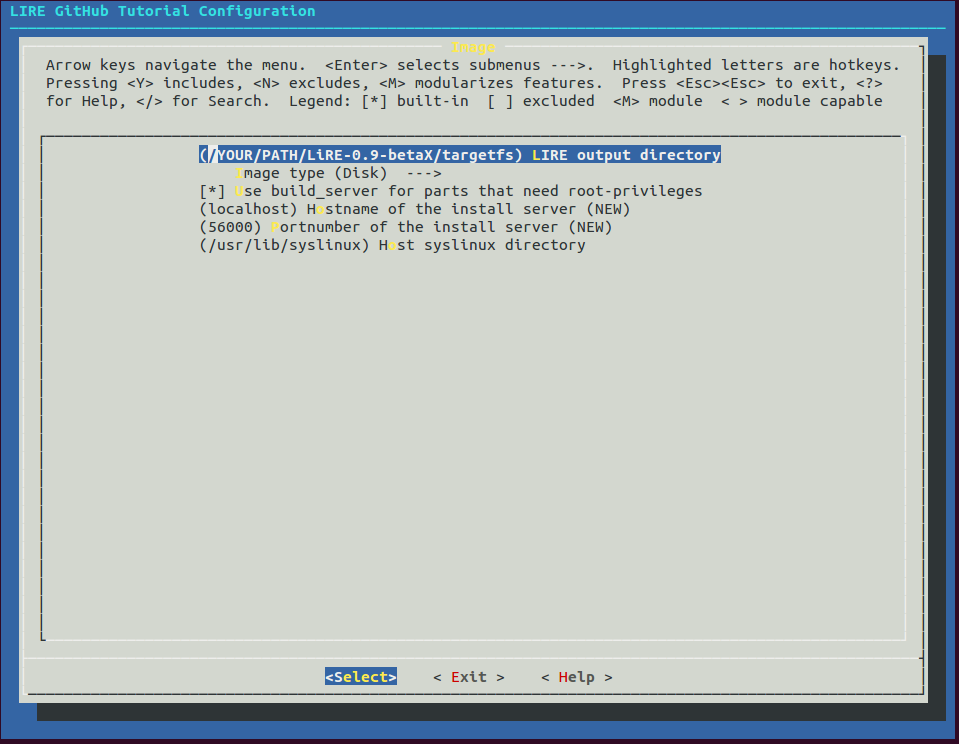 LIRE GitHub Tutorial Configuration
Image
Arrow keys navigate the menu.  <Enter> selects submenus --->.  Highlighted letters are hotkeys.
Pressing <Y> includes, <N> excludes, <M> modularizes features.  Press <Esc><Esc> to exit, <?>
for Help, </> for Search.  Legend: [*] built-in  [ ] excluded  <M> module  < > module capable
(/YOUR/PATH/LiRE-0.9-betaX/targetfs) LIRE output directory
Image type (Disk)  --->
[*] Use build_server for parts that need root-privileges
(localhost) Hostname of the install server (NEW)
(56000) Portnumber of the install server (NEW)
(/usr/lib/syslinux) Host syslinux directory
<Select>    < Exit >    < Help >